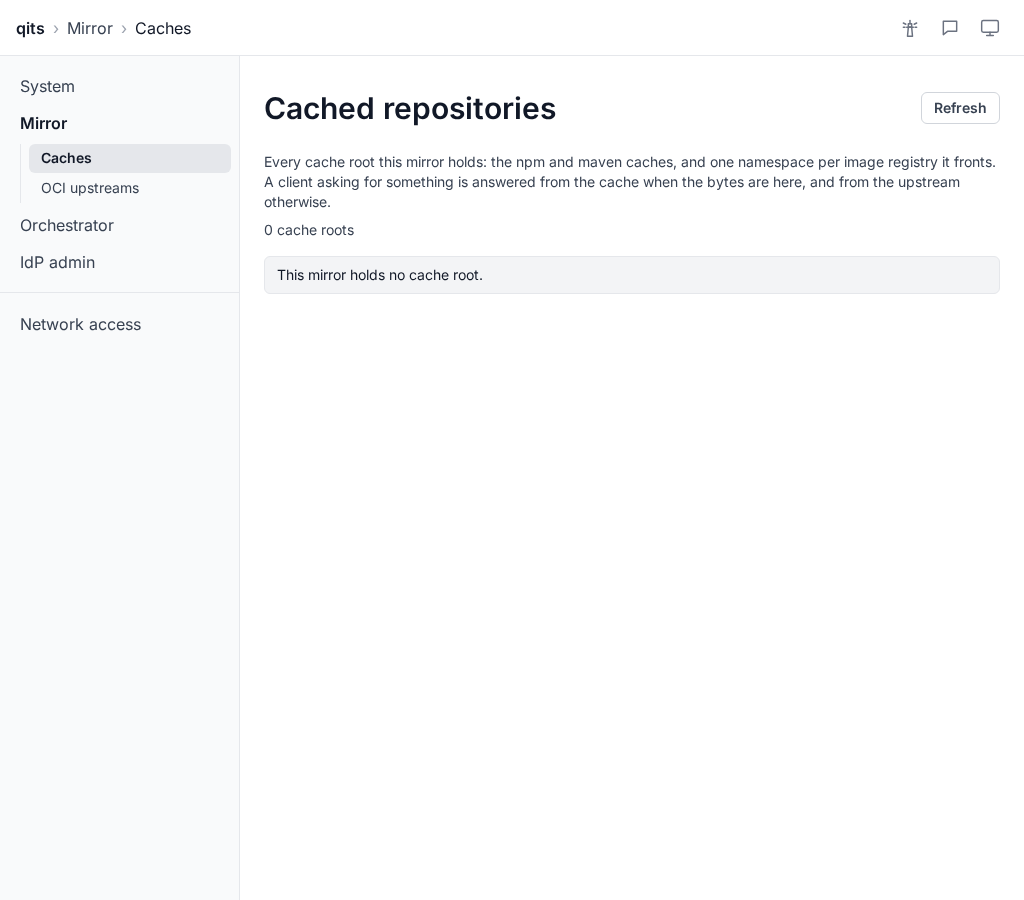 qits › Mirror › Caches
System
Mirror
Caches
OCI upstreams
Orchestrator
IdP admin
Network access
Cached repositories
Refresh
Every cache root this mirror holds: the npm and maven caches, and one namespace per image registry it fronts.
A client asking for something is answered from the cache when the bytes are here, and from the upstream
otherwise.
0 cache roots
This mirror holds no cache root.